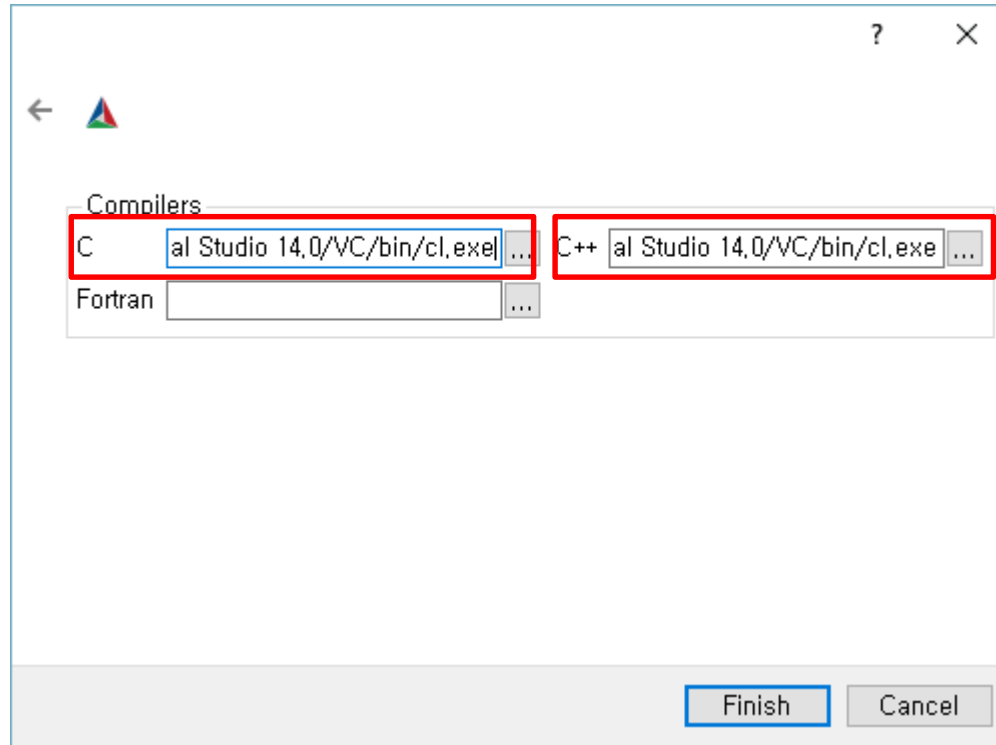 ?
Compilers
C al Studio 14.0/VC/bin/cl.exe ... C++ al Studio 14.0/VC/bin/cl.exe ...
Fortran ...
Finish Cancel